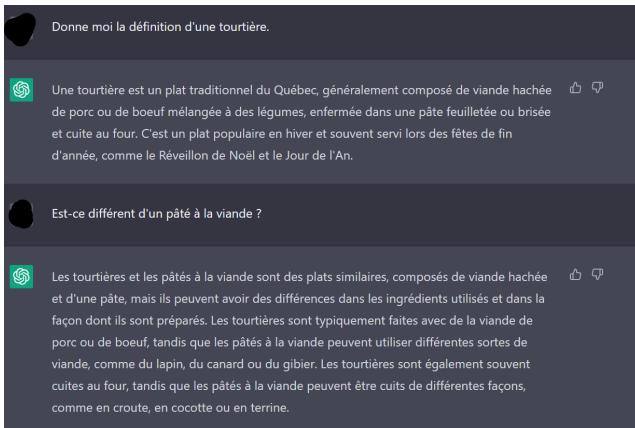 Donne moi la définition d'une tourtière.
Une tourtière est un plat traditionnel du Québec, généralement composé de viande hachée
de porc ou de boeuf mélangée à des légumes, enfermée dans une pâte feuilletée ou brisée
et cuite au four. C'est un plat populaire en hiver et souvent servi lors des fêtes de fin
d'année, comme le Réveillon de Noël et le Jour de l'An.
Est-ce différent d'un pâté à la viande ?
Les tourtières et les pâtés à la viande sont des plats similaires, composés de viande hachée
et d'une pâte, mais ils peuvent avoir des différences dans les ingrédients utilisés et dans la
façon dont ils sont préparés. Les tourtières sont typiquement faites avec de la viande de
porc ou de boeuf, tandis que les pâtés à la viande peuvent utiliser différentes sortes de
viande, comme du lapin, du canard ou du gibier. Les tourtières sont également souvent
cuites au four, tandis que les pâtés à la viande peuvent être cuits de différentes façons,
comme en croute, en cocotte ou en terrine.